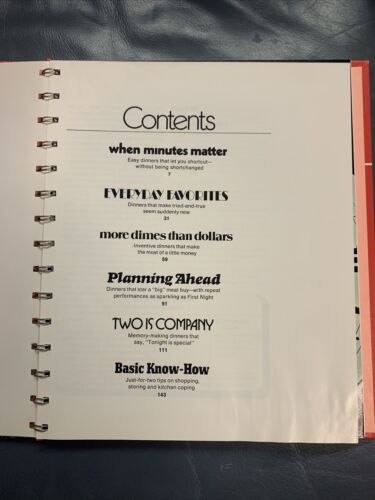 Contents
when minutes matter
Easy dinners that let you shortcut—
without being shortchanged
7
EVERYDAY FAVORITES
Dinners that make tried-and-true
seem suddenly new
31
more dimes than dollars
Inventive dinners that make
the most of a little money
59
Planning Ahead
Dinners that star a "big" meat buy—with repeat
performances as sparkling as First Night
91
TWO IS COMPANY
Memory-making dinners that
say, "Tonight is special"
111
Basic Know-How
Just-for-two tips on shopping,
storing and kitchen coping
143